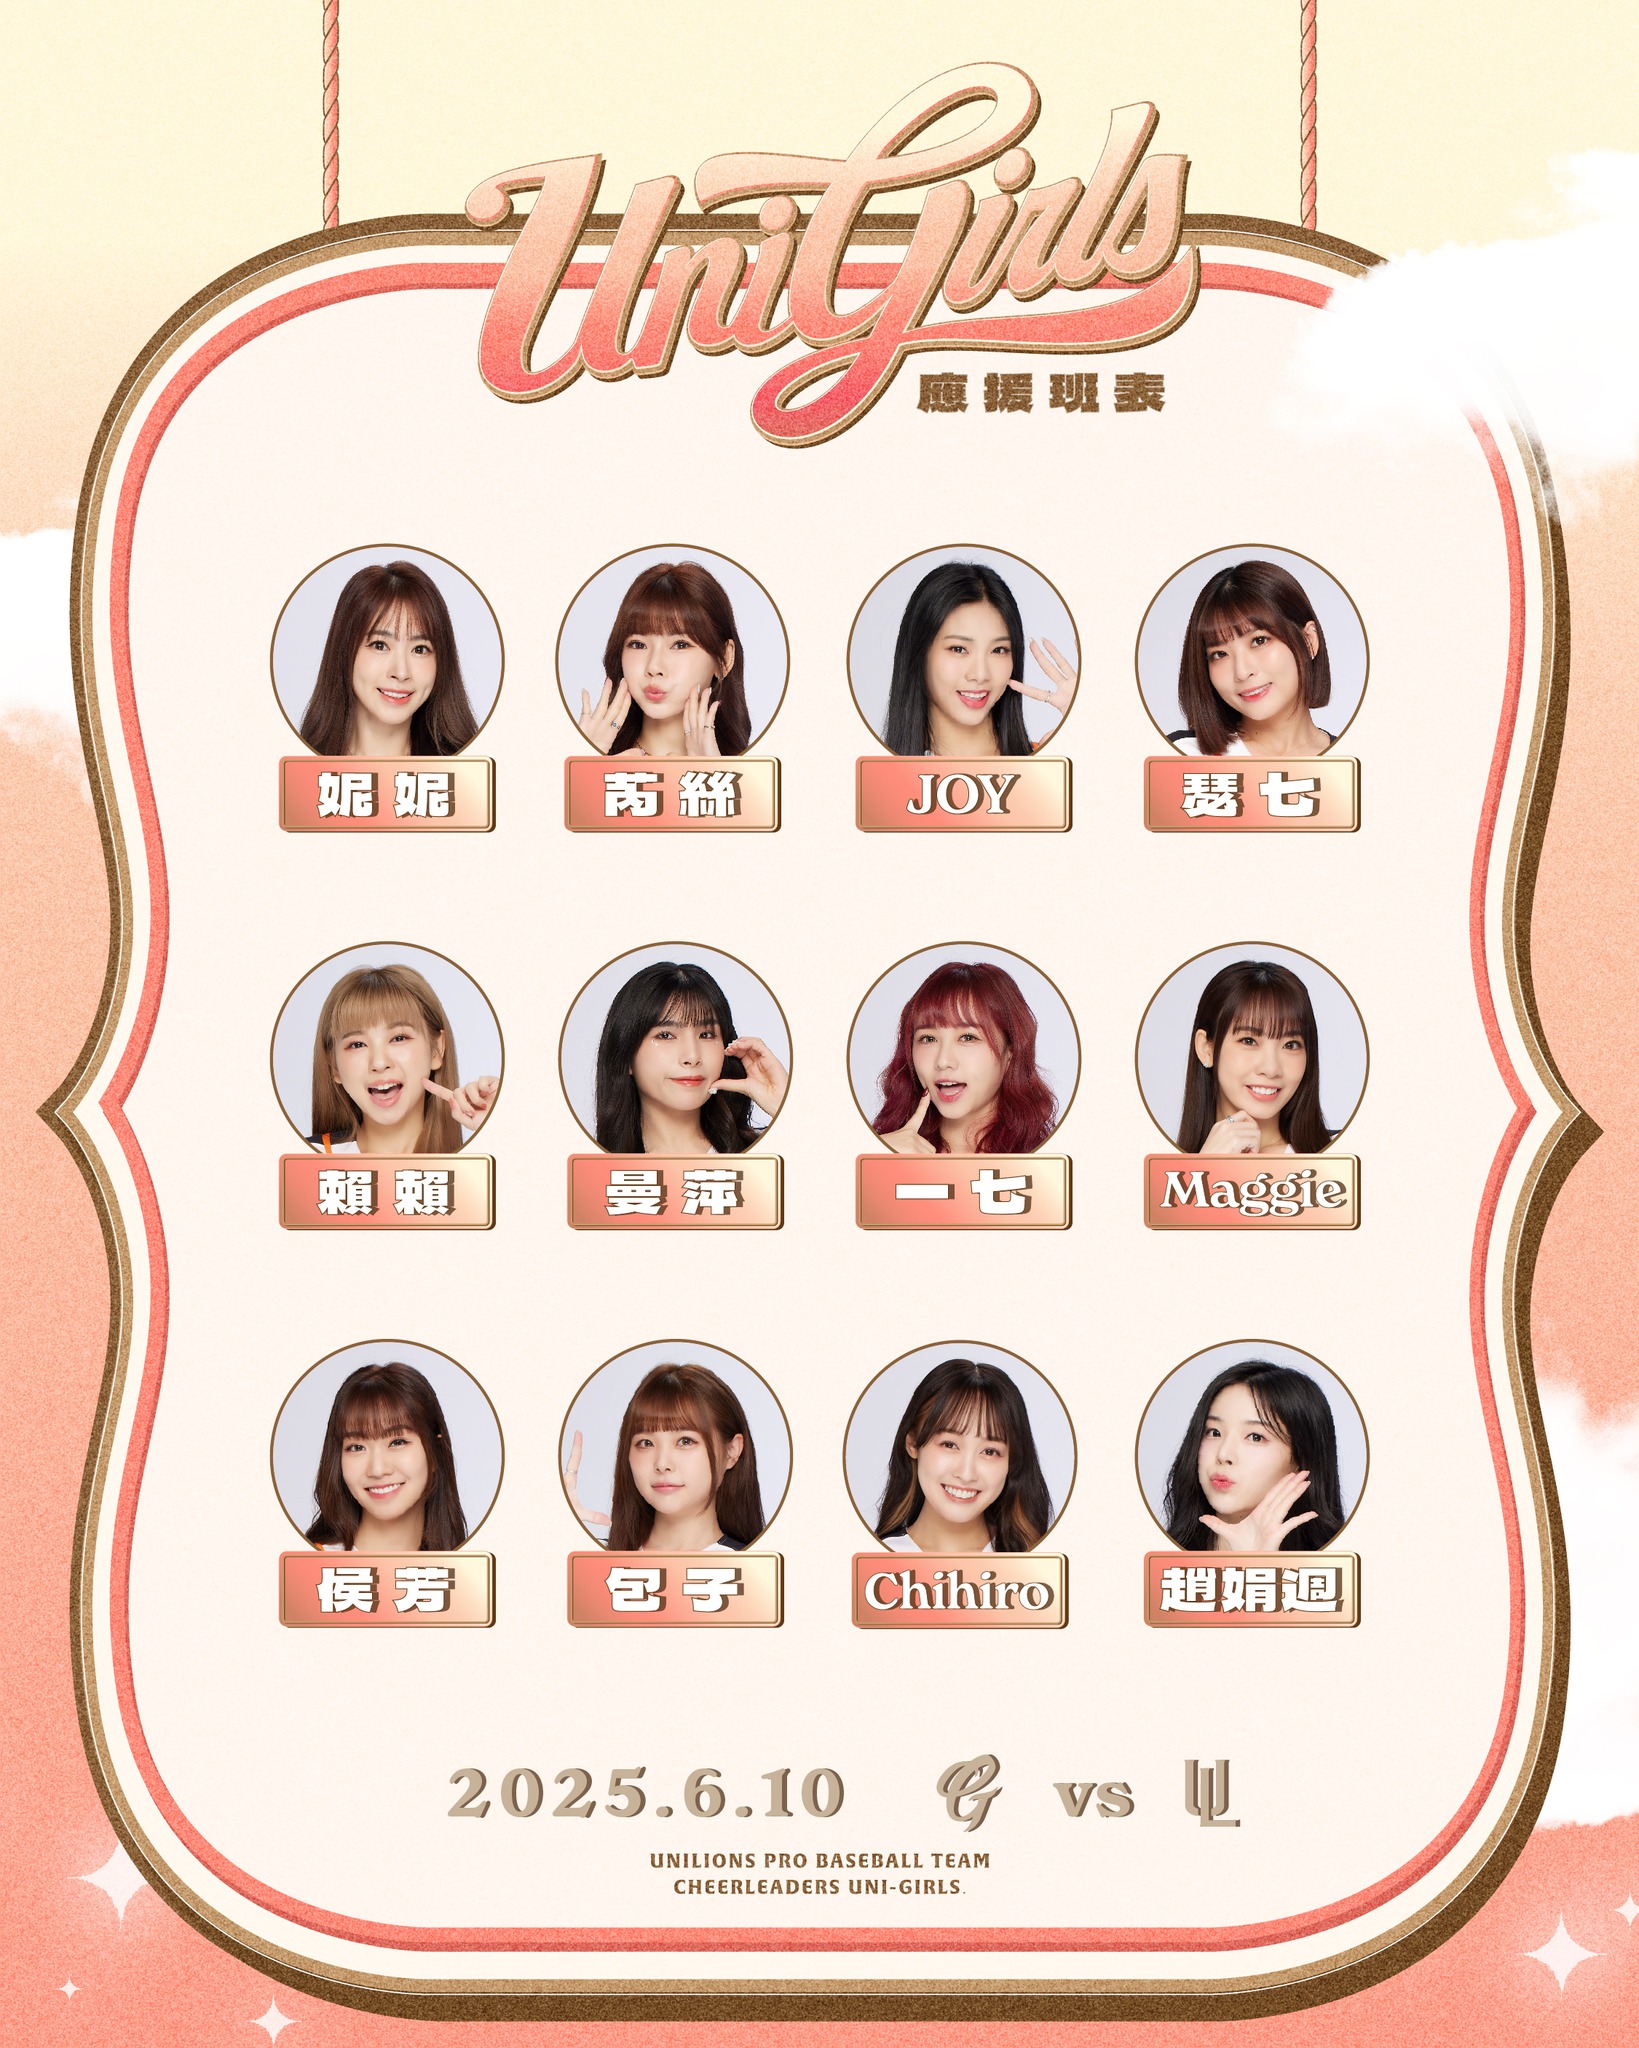 UniGirls
應援班表
妮妮
芮絲
JOY
瑟七
賴賴
曼萍
一七
Maggie
侯芳
包子
Chihiro
趙娟週
2025.6.10 G vs UL
UNILIONS PRO BASEBALL TEAM
CHEERLEADERS UNI-GIRLS.